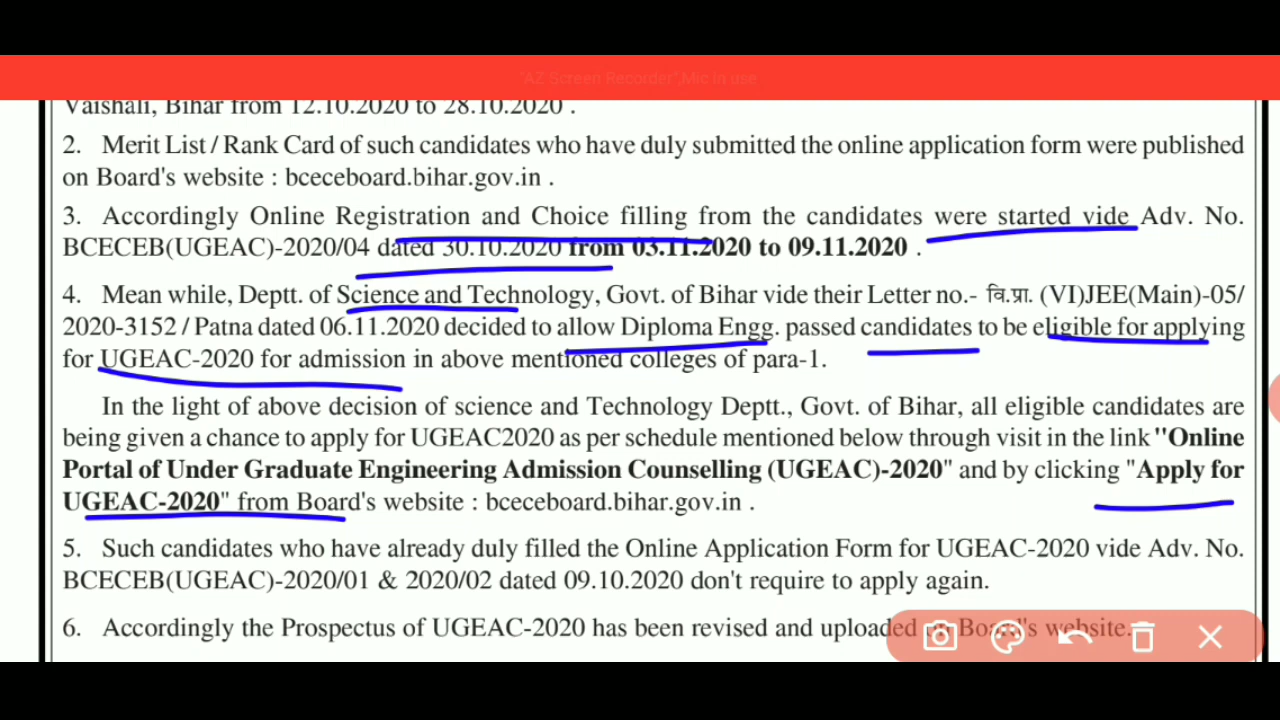 "AZ Screen Recorder",Mic in use
Vaishali, Bihar from 12.10.2020 to 28.10.2020 .
2. Merit List / Rank Card of such candidates who have duly submitted the online application form were published
on Board's website : bceceboard.bihar.gov.in .
3. Accordingly Online Registration and Choice filling from the candidates were started vide Adv. No.
BCECEB(UGEAC)-2020/04 dated 30.10.2020 from 03.11.2020 to 09.11.2020 .
4. Mean while, Deptt. of Science and Technology, Govt. of Bihar vide their Letter no.- वि.प्रा. (VI)JEE(Main)-05/
2020-3152 / Patna dated 06.11.2020 decided to allow Diploma Engg. passed candidates to be eligible for applying
for UGEAC-2020 for admission in above mentioned colleges of para-1.
In the light of above decision of science and Technology Deptt., Govt. of Bihar, all eligible candidates are
being given a chance to apply for UGEAC2020 as per schedule mentioned below through visit in the link "Online
Portal of Under Graduate Engineering Admission Counselling (UGEAC)-2020" and by clicking "Apply for
UGEAC-2020" from Board's website : bceceboard.bihar.gov.in .
5. Such candidates who have already duly filled the Online Application Form for UGEAC-2020 vide Adv. No.
BCECEB(UGEAC)-2020/01 & 2020/02 dated 09.10.2020 don't require to apply again.
6. Accordingly the Prospectus of UGEAC-2020 has been revised and uploaded on Board's website.